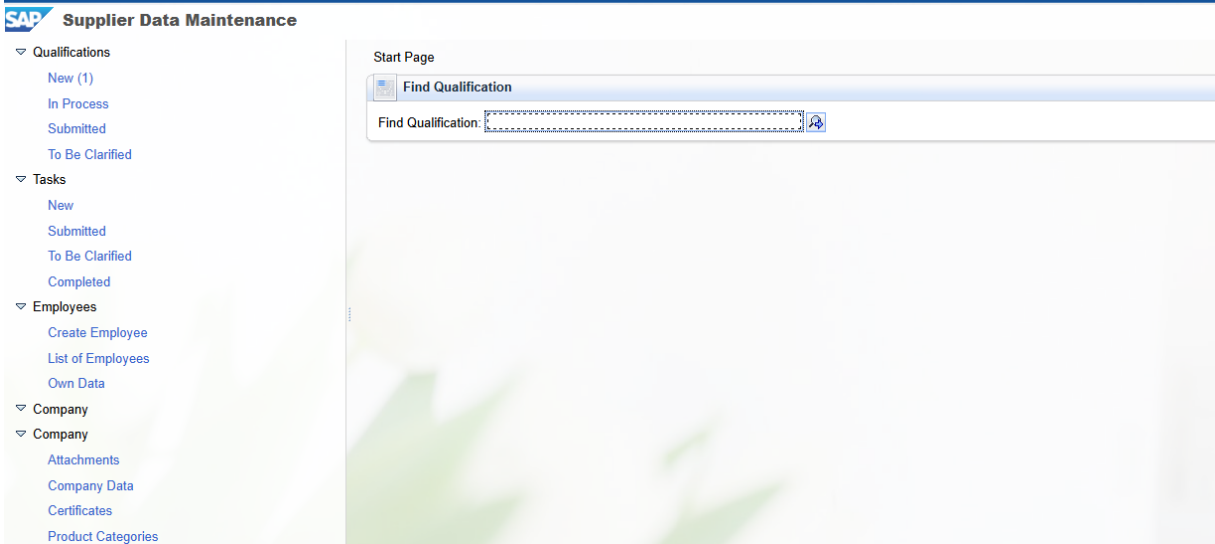 SAP Supplier Data Maintenance
Qualifications
New (1)
In Process
Submitted
To Be Clarified
Tasks
New
Submitted
To Be Clarified
Completed
Employees
Create Employee
List of Employees
Own Data
Company
Company
Attachments
Company Data
Certificates
Product Categories
Start Page
Find Qualification
Find Qualification: